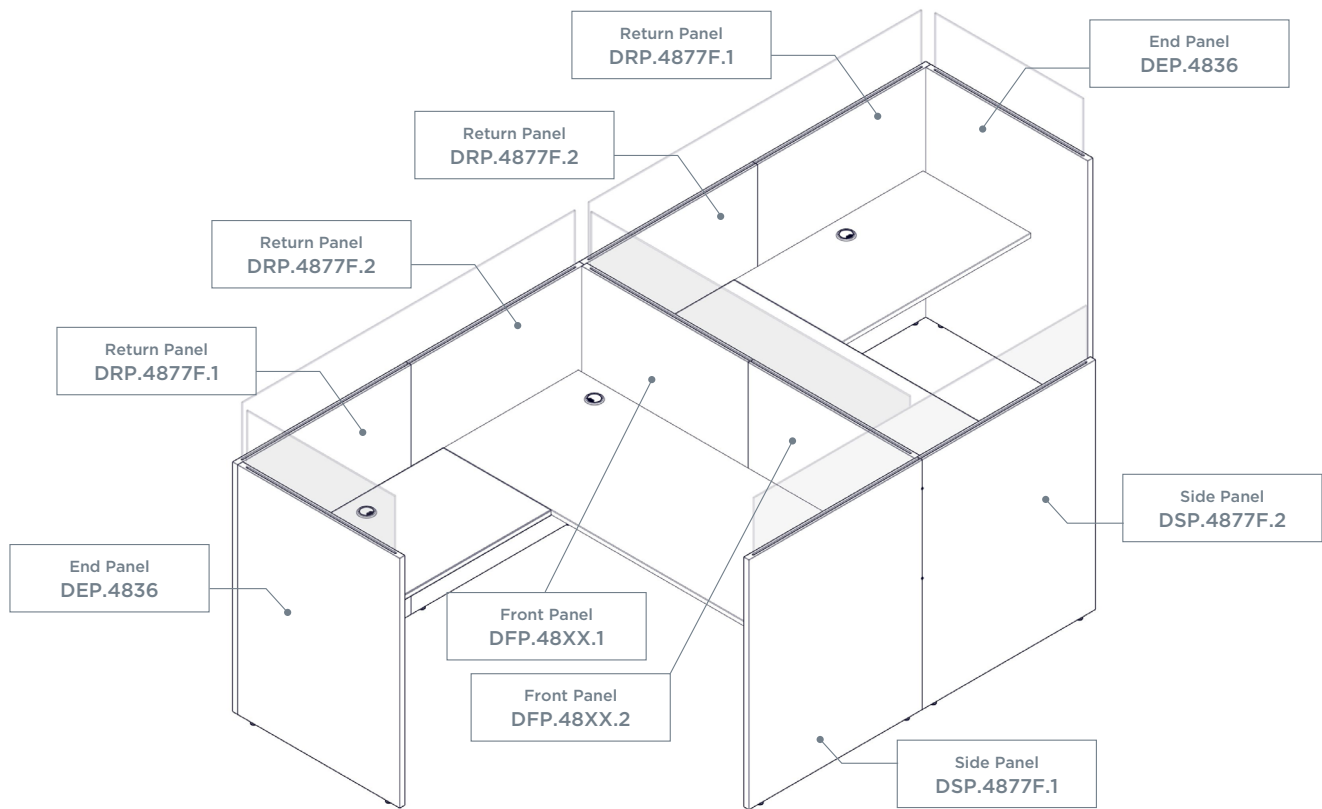 Return Panel
DRP.4877F.1
End Panel
DEP.4836
Return Panel
DRP.4877F.2
Return Panel
DRP.4877F.2
Return Panel
DRP.4877F.1
Side Panel
DSP.4877F.2
End Panel
DEP.4836
Front Panel
DFP.48XX.1
Front Panel
DFP.48XX.2
Side Panel
DSP.4877F.1